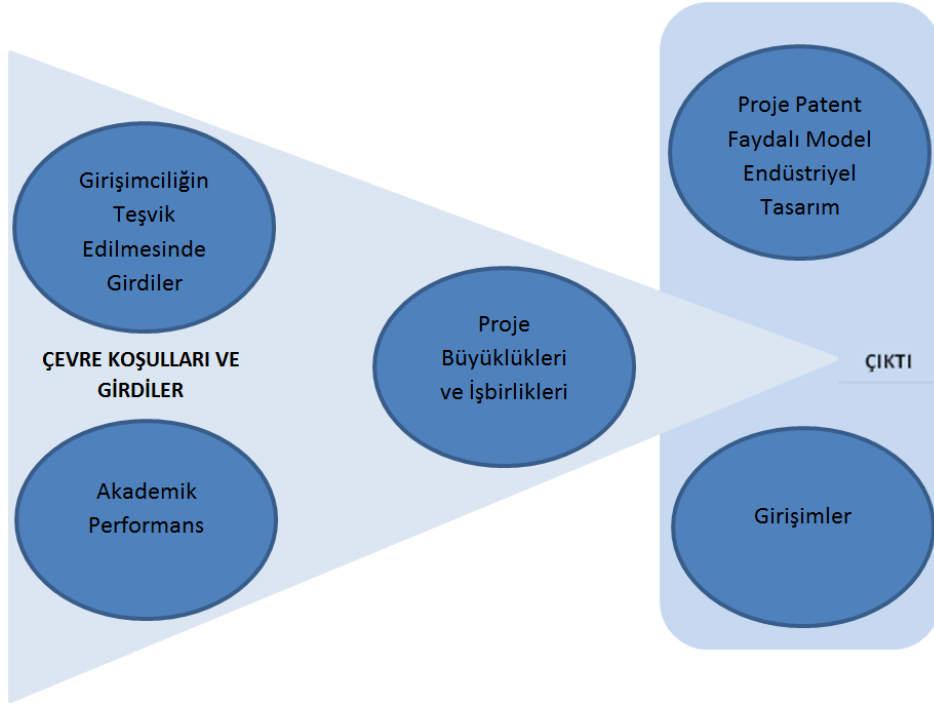 Girişimciliğin
Teşvik
Edilmesinde
Girdiler
ÇEVRE KOŞULLARI VE
GİRDİLER
Akademik
Performans
Proje
Büyüklükleri
ve İşbirlikleri
Proje Patent
Faydalı Model
Endüstriyel
Tasarım
ÇIKTI
Girişimler